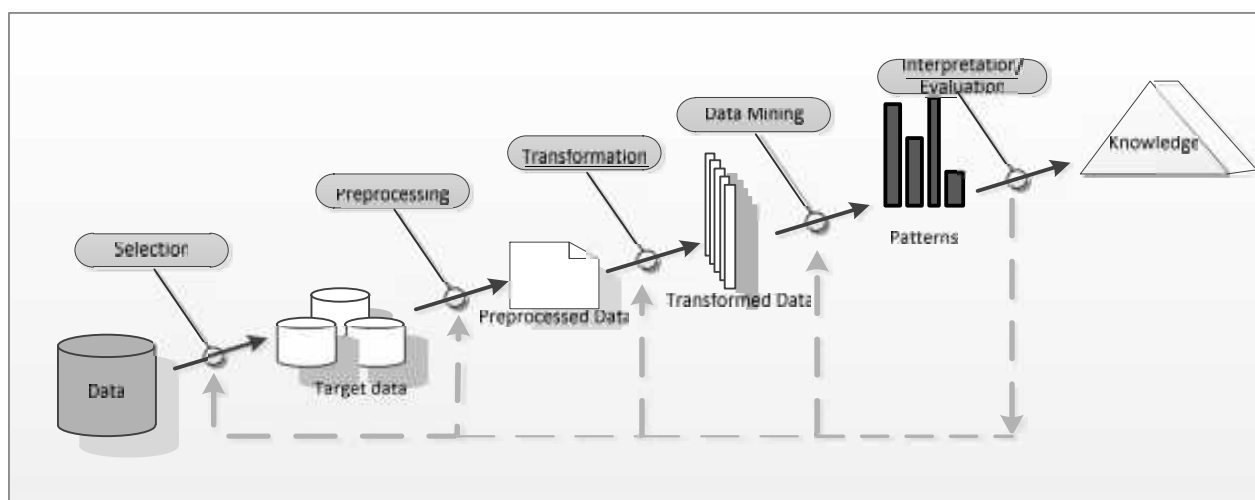 Interpretation/
Evaluation
Data Mining
Transformation
Preprocessing
Selection
Knowledge
Patterns
Transformed Data
Preprocessed Data
Target data
Data